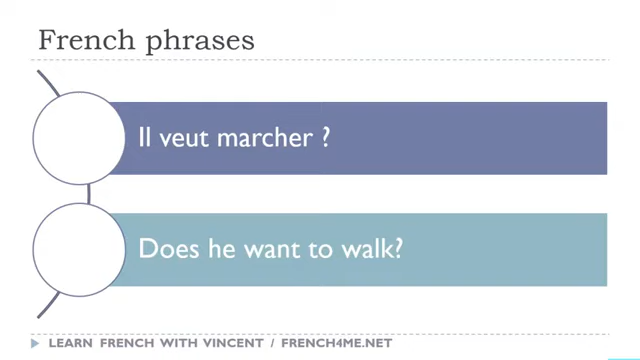 French phrases
Il veut marcher ?
Does he want to walk?
LEARN FRENCH WITH VINCENT / FRENCH4ME.NET